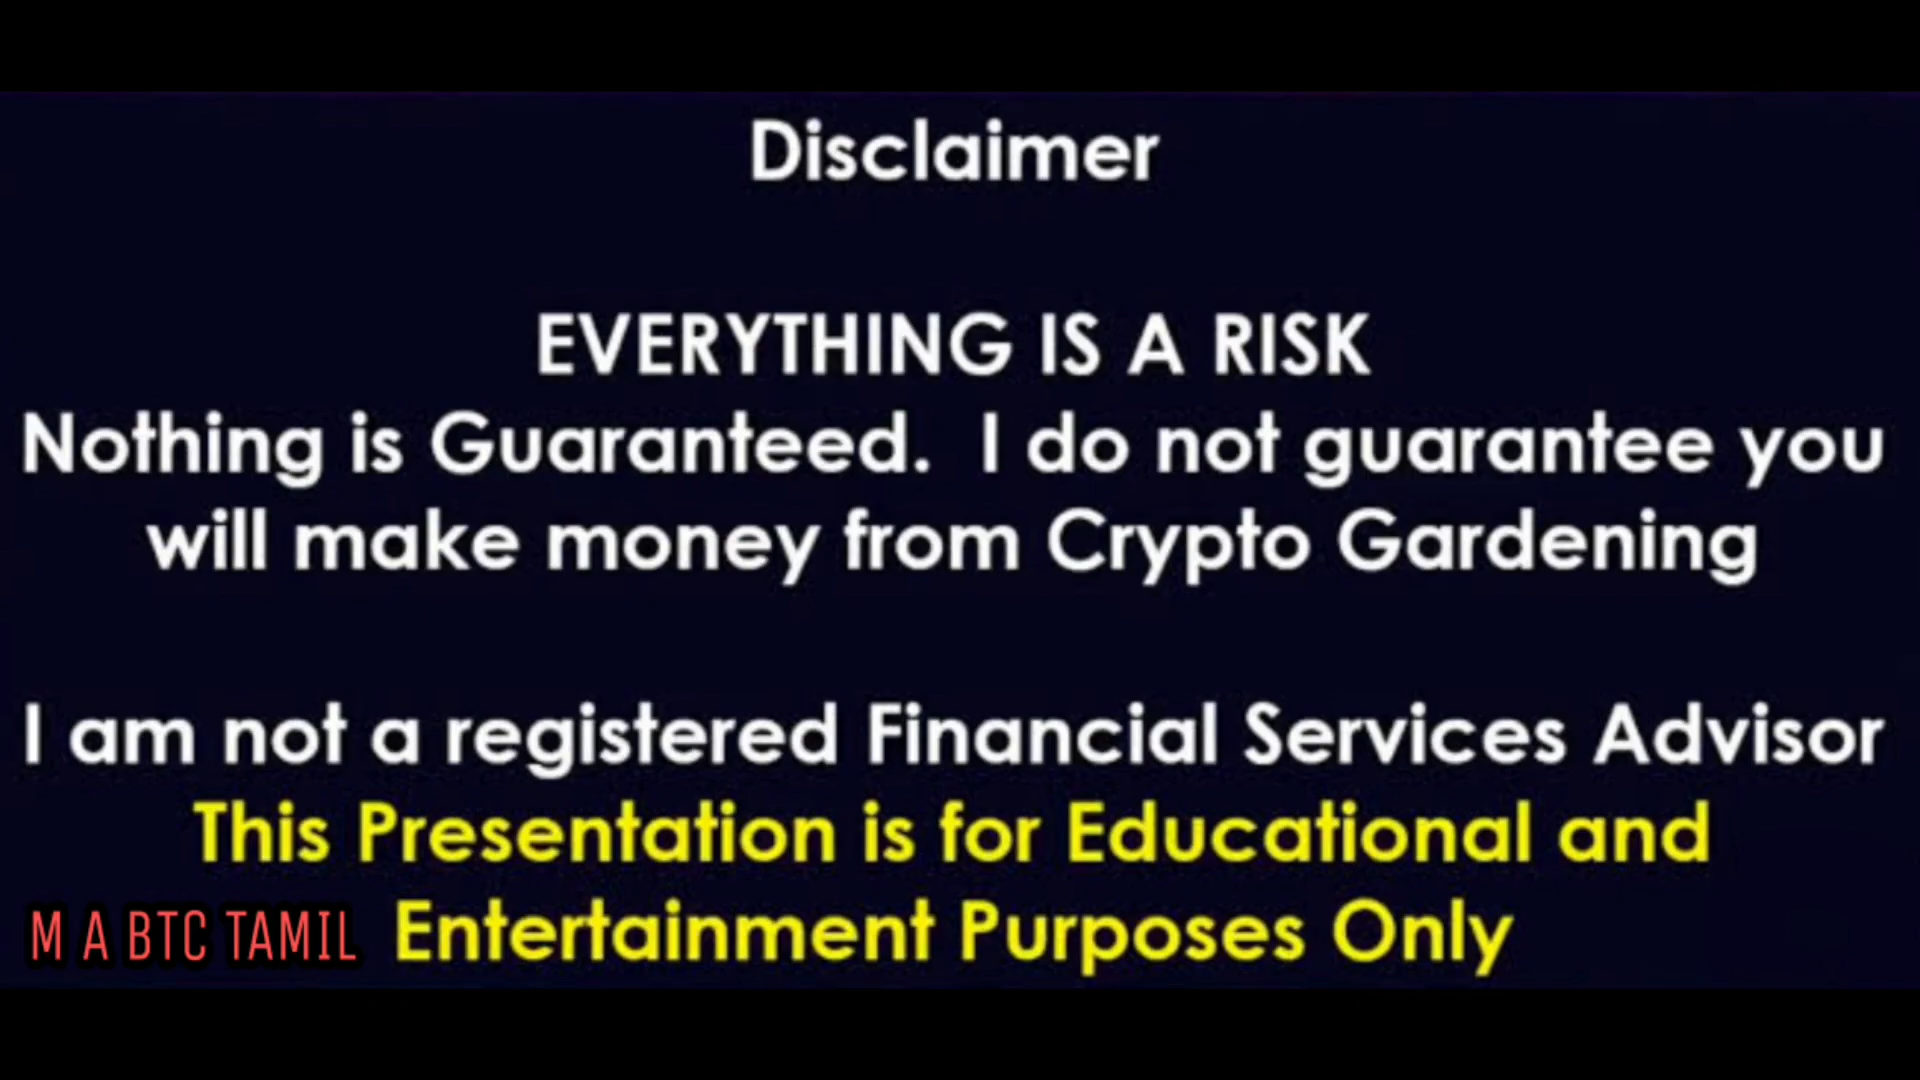 Disclaimer
EVERYTHING IS A RISK
Nothing is Guaranteed.  I do not guarantee you
will make money from Crypto Gardening
I am not a registered Financial Services Advisor
This Presentation is for Educational and
Entertainment Purposes Only
M A BTC TAMIL